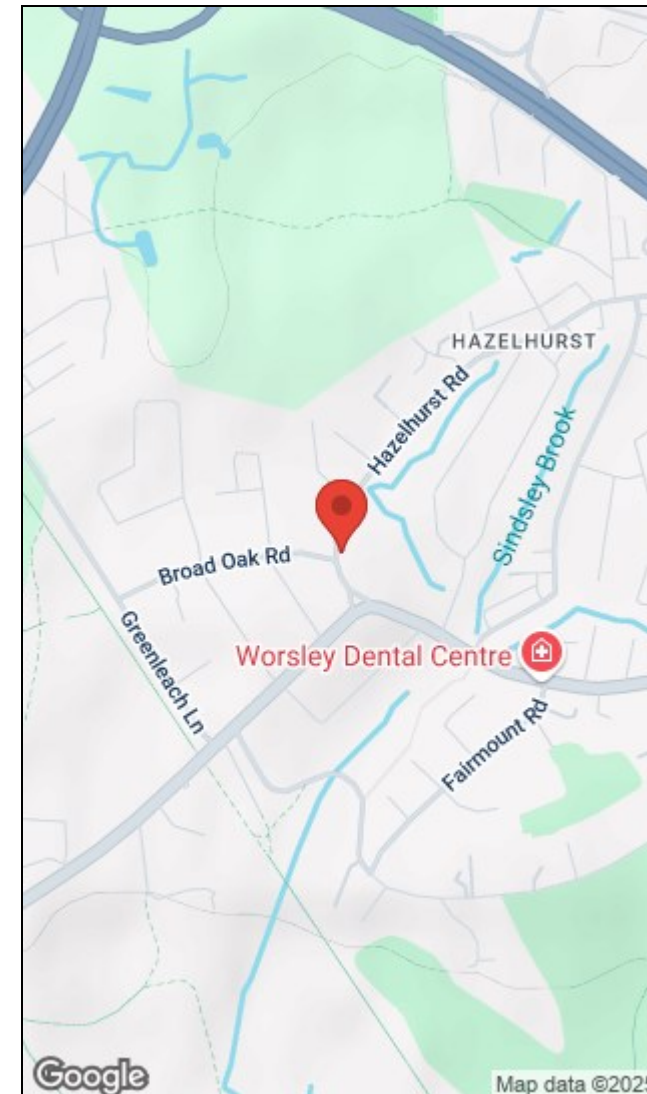 HAZELHURST
Hazelhurst Rd
Sindsley Brook
Broad Oak Rd
Greenleach Ln
Worsley Dental Centre
Fairmount Rd
Google
Map data ©2025